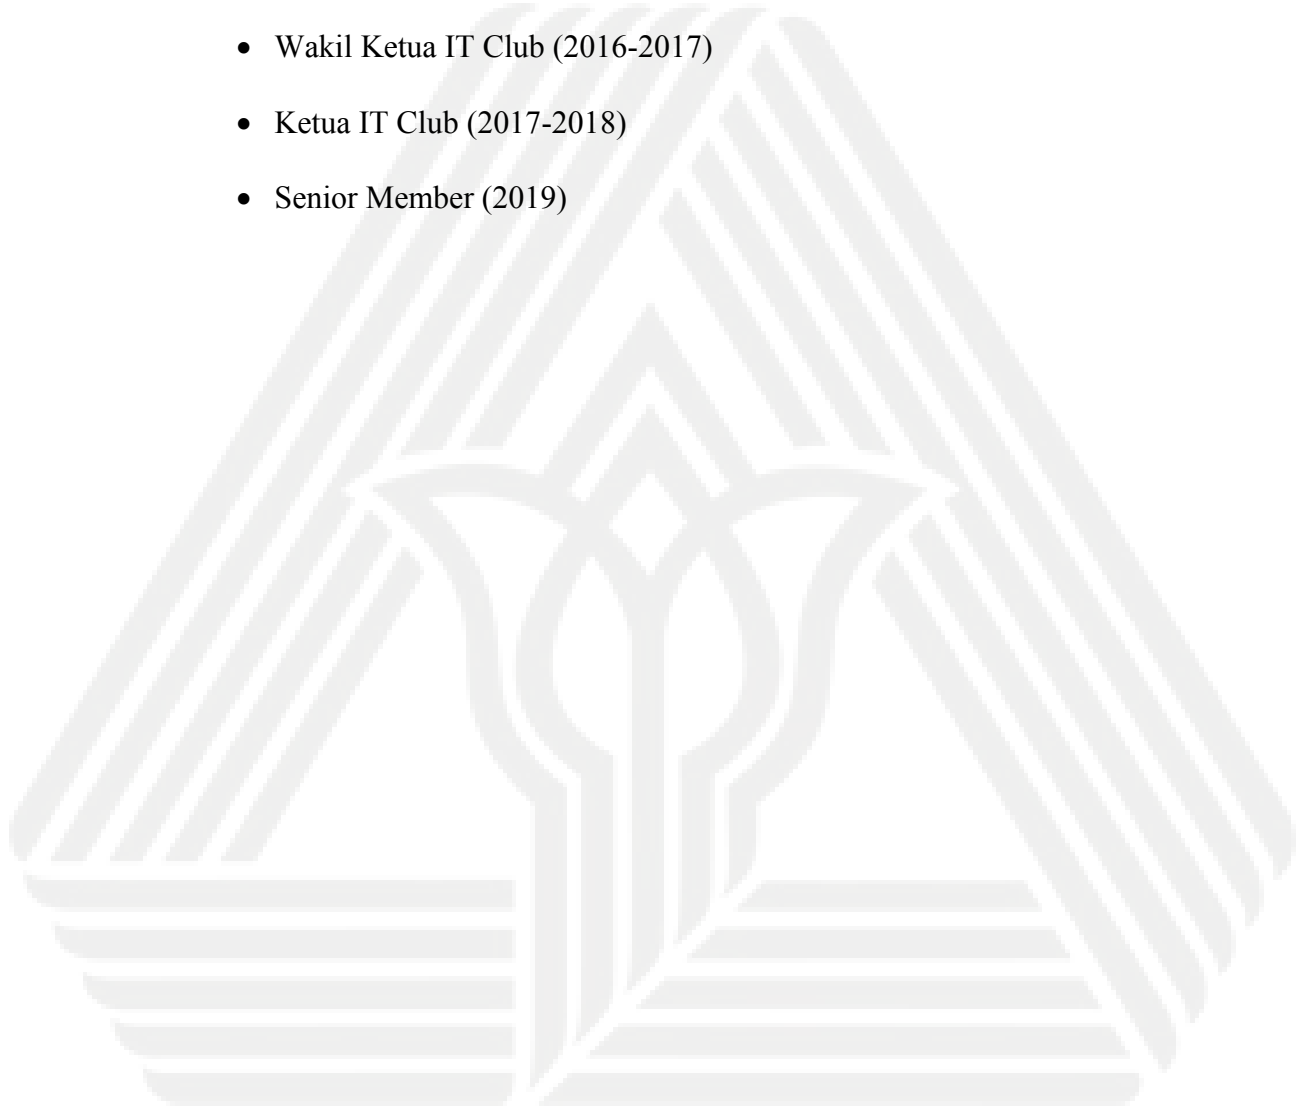 • Wakil Ketua IT Club (2016-2017)
• Ketua IT Club (2017-2018)
• Senior Member (2019)